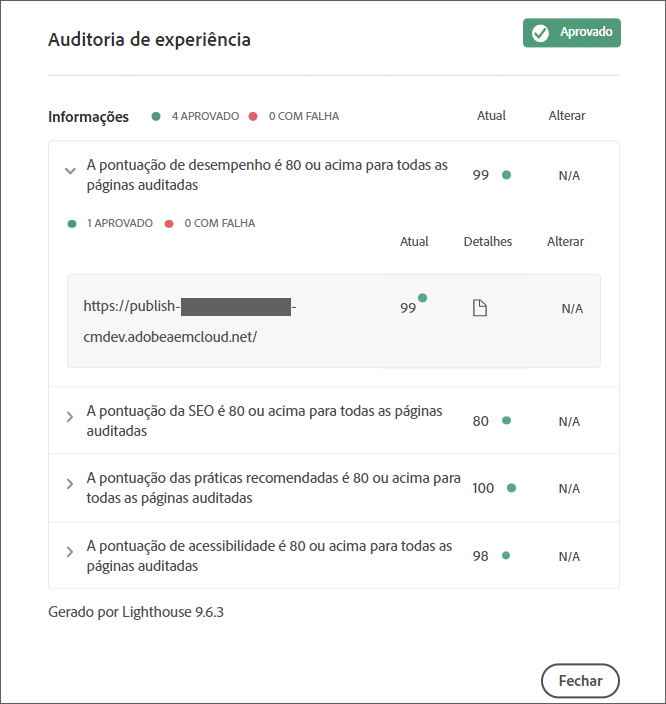 Auditoria de experiência
Aprovado
Informações 4 APROVADO 0 COM FALHA Atual Alterar
A pontuação de desempenho é 80 ou acima para todas as
páginas auditadas
99 N/A
1 APROVADO 0 COM FALHA
Atual Detalhes Alterar
https://publish- -
cmdev.adobeaemcloud.net/
99 N/A
A pontuação da SEO é 80 ou acima para todas as páginas
auditadas
80 N/A
A pontuação das práticas recomendadas é 80 ou acima para
todas as páginas auditadas
100 N/A
A pontuação de acessibilidade é 80 ou acima para todas as
páginas auditadas
98 N/A
Gerado por Lighthouse 9.6.3
Fechar